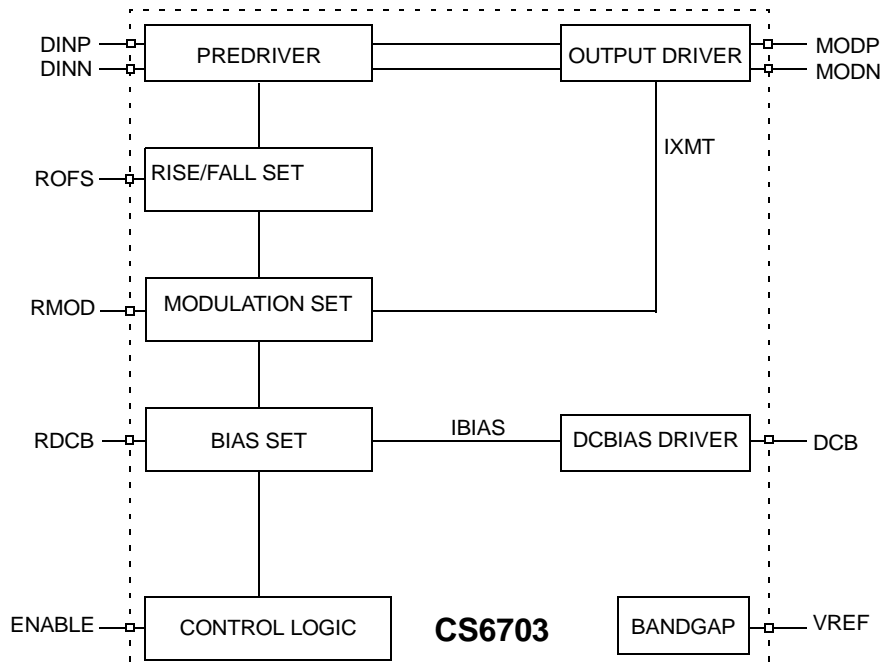 DINP
DINN
PREDRIVER
OUTPUT DRIVER
MODP
MODN
IXMT
ROFS
RISE/FALL SET
RMOD
MODULATION SET
RDCB
BIAS SET
IBIAS
DCBIAS DRIVER
DCB
ENABLE
CONTROL LOGIC
CS6703
BANDGAP
VREF